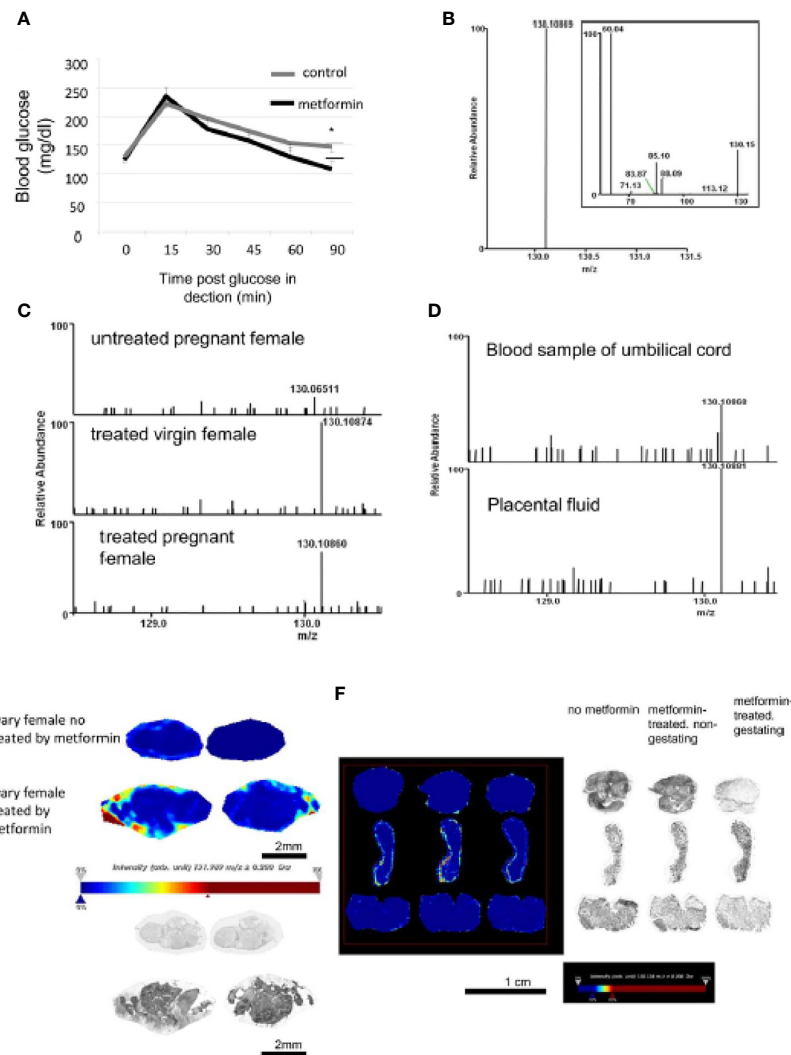 A
300
250
200
150
100
50
0
Blood glucose
(mg/dl)
control
metformin
*
0 15 30 45 60 90
Time post glucose in
dection (min)
B
Relative Abundance
100
0
130.10869
130.0 130.5 131.0 131.5
m/z
100
0
60.04
71.13
83.87
85.10
88.09
113.12
130.15
70 100 130
C
Relative Abundance
100
untreated pregnant female
130.06511
0
100
treated virgin female
130.10874
0
100
treated pregnant
female
130.10860
0
129.0 130.0
m/z
D
Relative Abundance
100
Blood sample of umbilical cord
0
100
Placental fluid
0
129.0 130.0
m/z
ary female no
eated by metformin
ary female
eated by
etformin
2mm
2mm
F
no metformin
metformin-
treated. non-
gestating
metformin-
treated.
gestating
1 cm